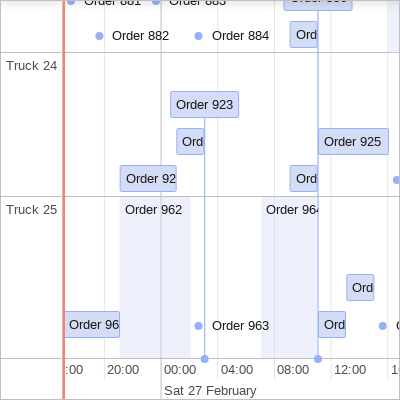 Order 881 Order 883
Order 882 Order 884 Ord
Truck 24
Order 923
Ord Order 925
Order 92 Ord
Truck 25 Order 962 Order 964
Ord
Order 96 Order 963 Ord
:00 20:00 00:00 04:00 08:00 12:00
Sat 27 February